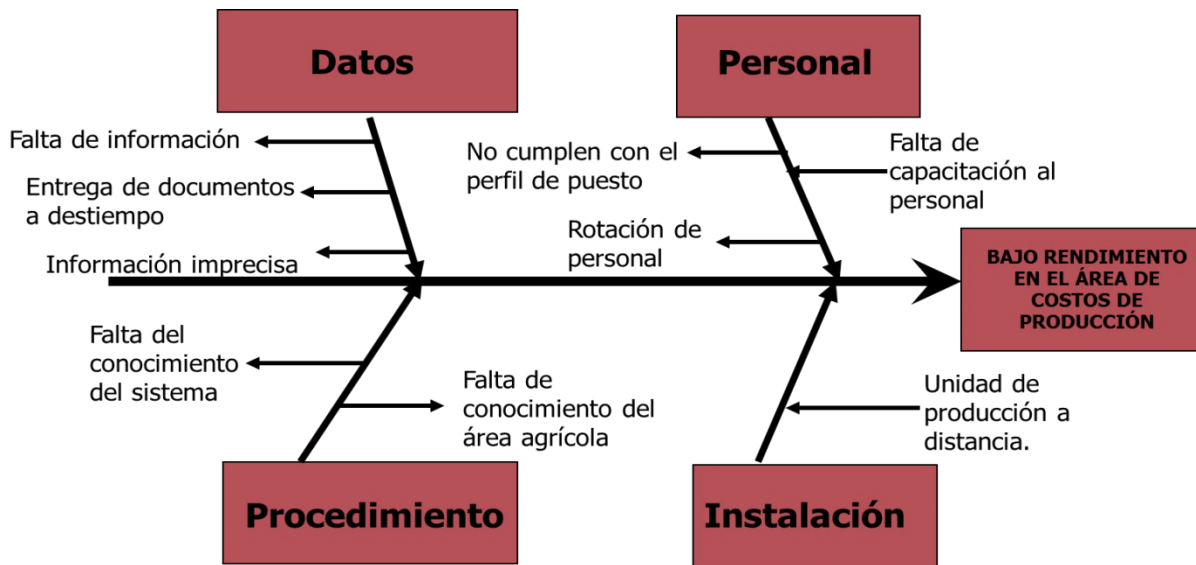 Datos
Personal
Falta de información
Entrega de documentos
a destiempo
Información imprecisa
No cumplen con el
perfil de puesto
Rotación de
personal
Falta de
capacitación al
personal
BAJO RENDIMIENTO
EN EL ÁREA DE
COSTOS DE
PRODUCCIÓN
Falta del
conocimiento
del sistema
Falta de
conocimiento del
área agrícola
Unidad de
producción a
distancia.
Procedimiento
Instalación